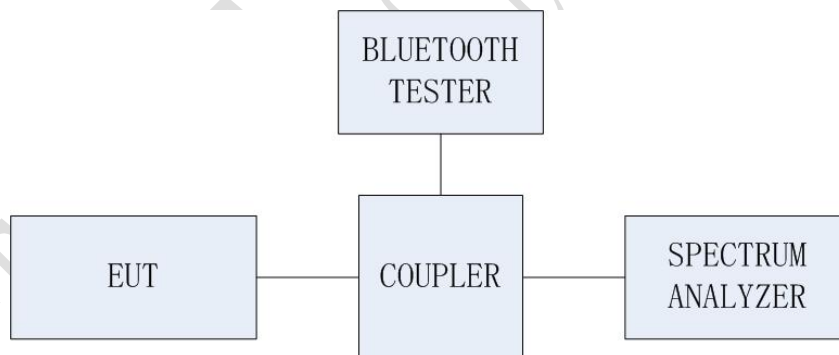 BLUETOOTH
TESTER
EUT
COUPLER
SPECTRUM
ANALYZER